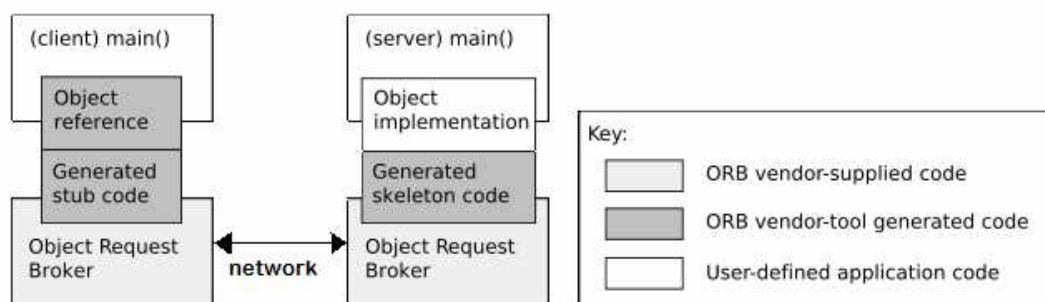 (client) main()
Object
reference
Generated
stub code
Object Request
Broker
network
(server) main()
Object
implementation
Generated
skeleton code
Object Request
Broker
Key:
ORB vendor-supplied code
ORB vendor-tool generated code
User-defined application code